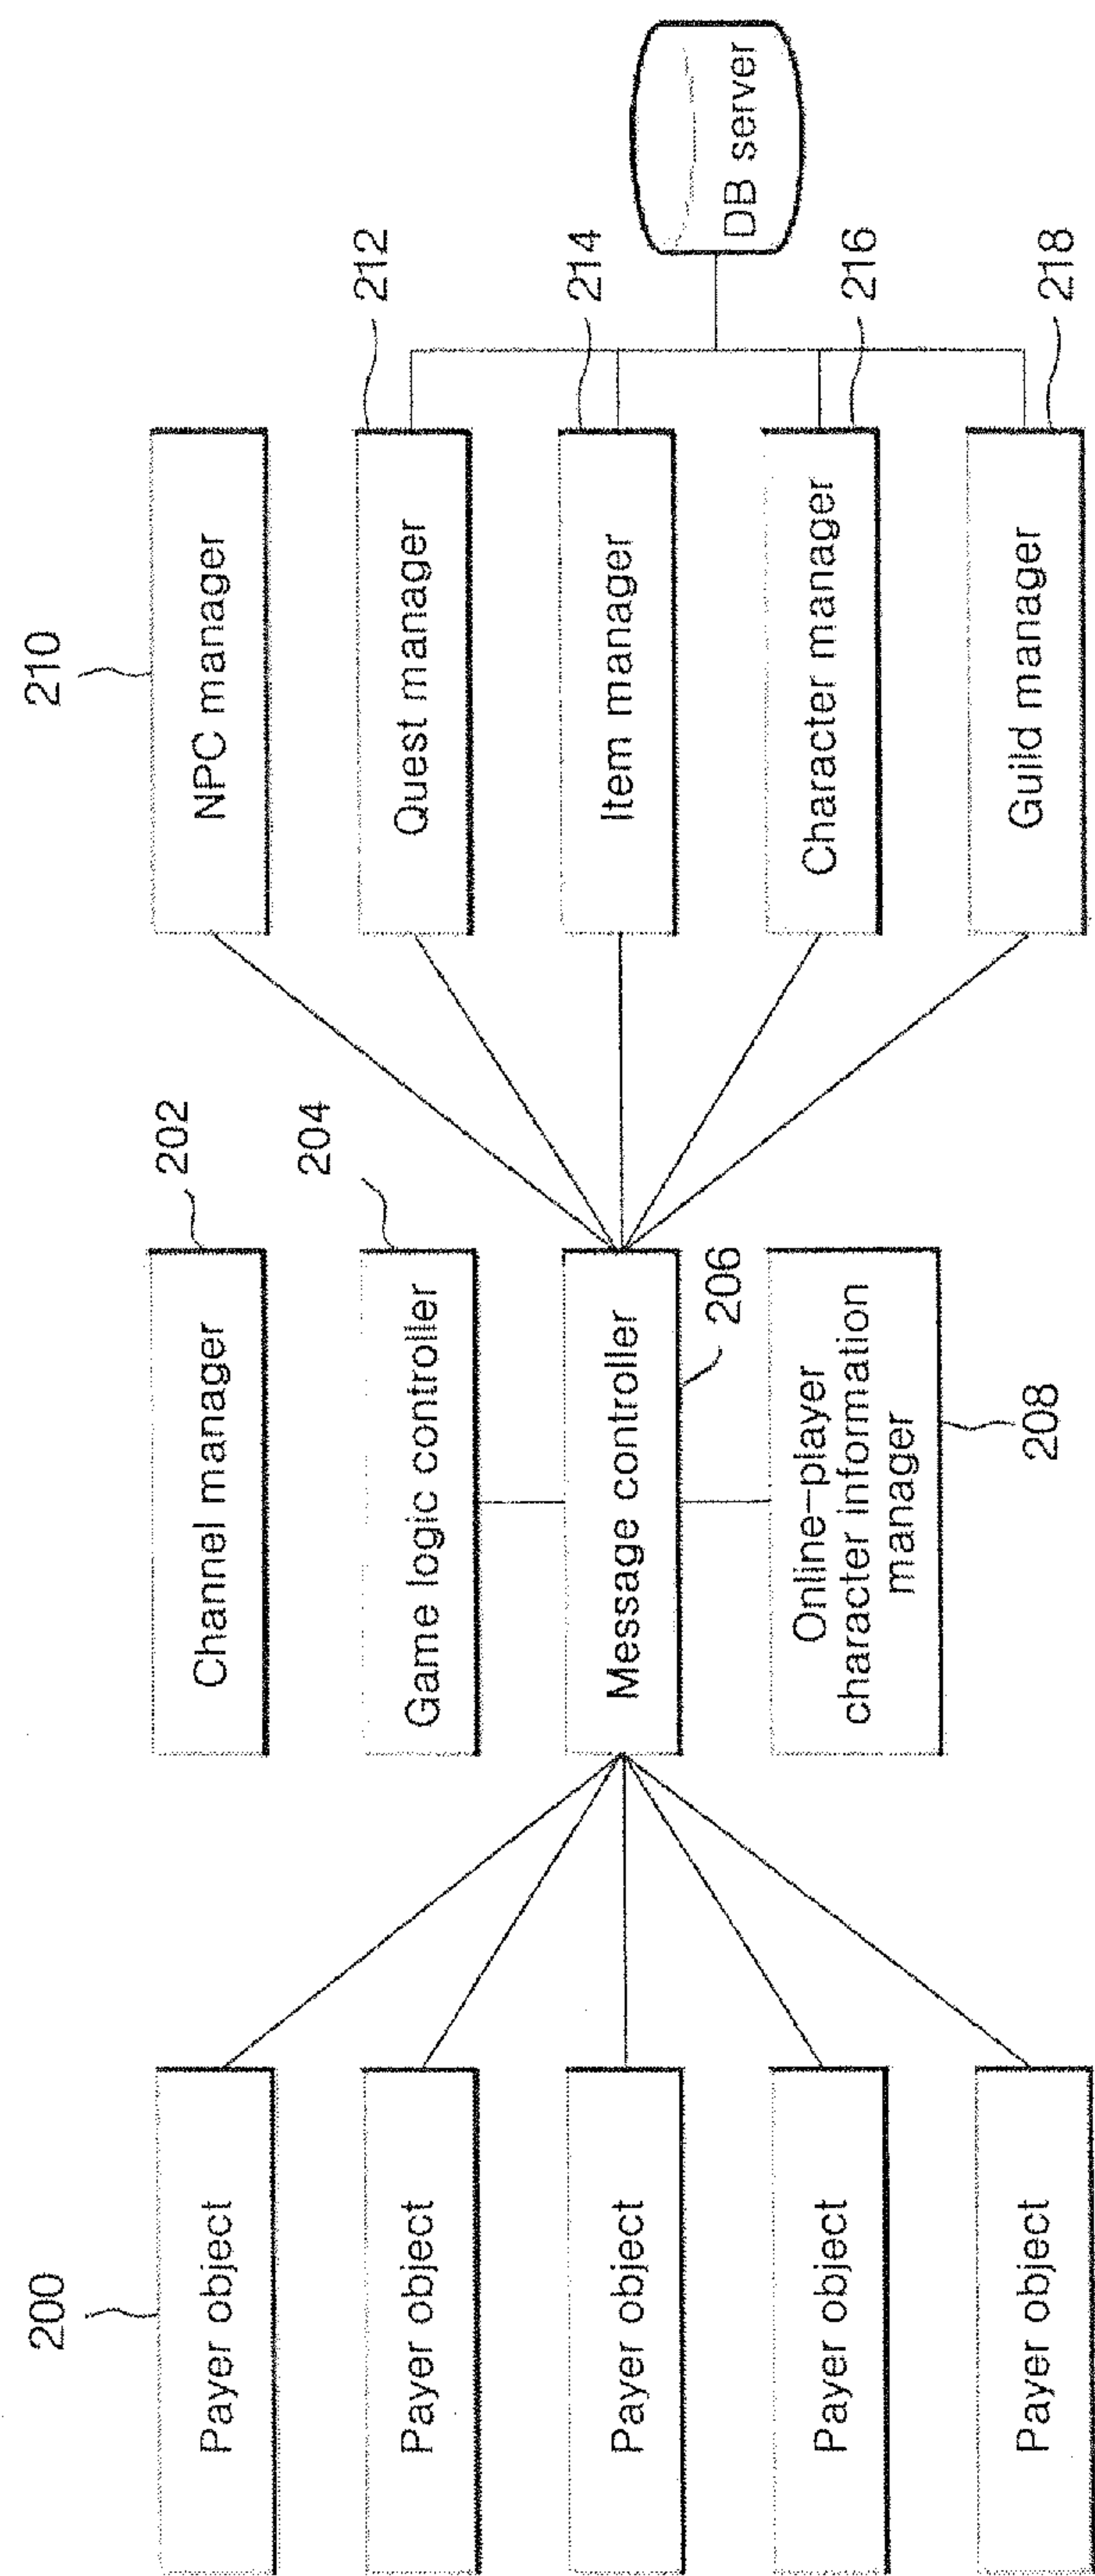 200
Payer object
Payer object
Payer object
Payer object
Payer object
202
Channel manager
204
Game logic controller
Message controller
206
Online-player
character information
manager
208
210
NPC manager
212
Quest manager
214
Item manager
216
Character manager
218
Guild manager
DB server